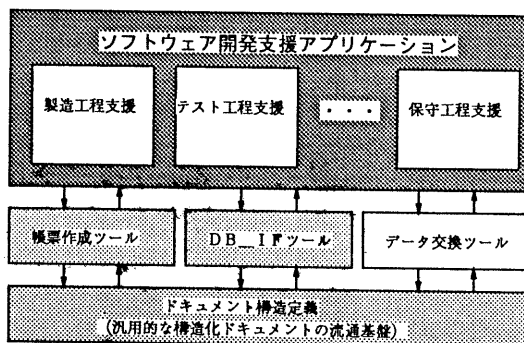 ソフトウェア開発支援アプリケーション
製造工程支援
テスト工程支援
・・・
保守工程支援
帳票作成ツール
DB__IFツール
データ交換ツール
ドキュメント構造定義
(汎用的な構造化ドキュメントの流通基盤)